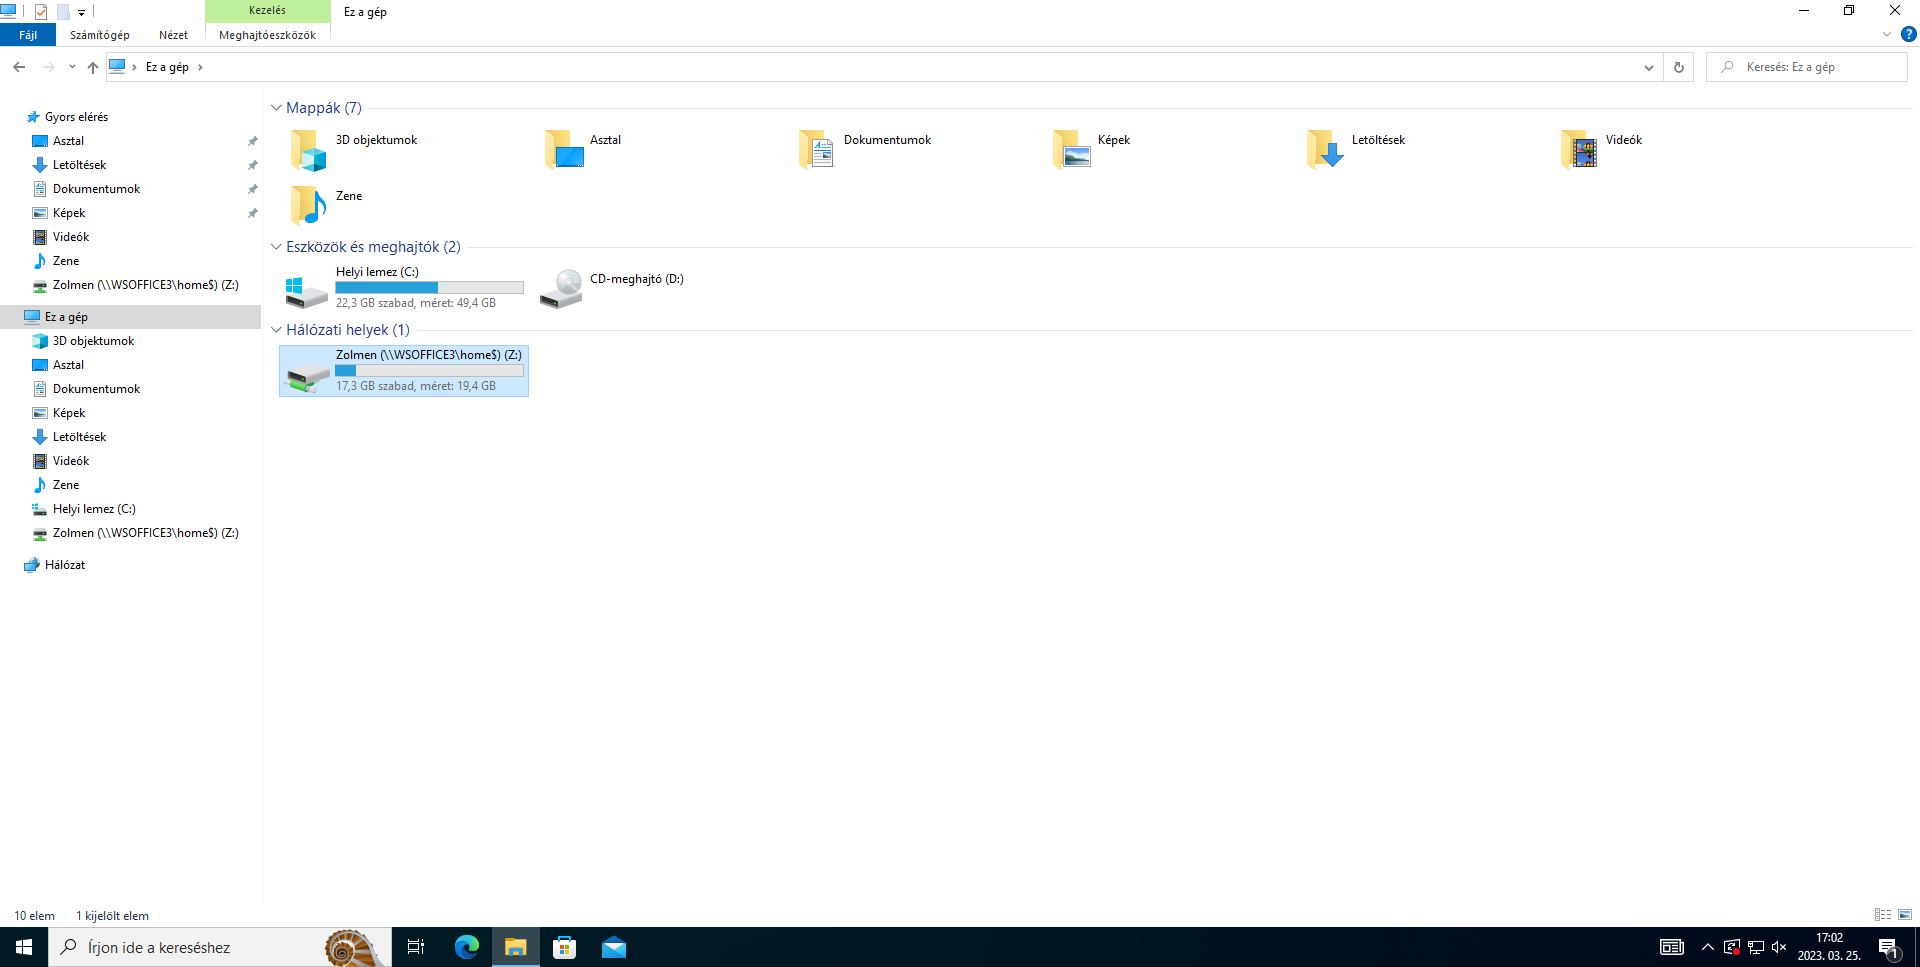 Kezelés
Ez a gép
Fájl
Számítógép
Nézet
Meghajtóeszközök
?
Ez a gép
Keresés: Ez a gép
Gyors elérés
Asztal
Letöltések
Dokumentumok
Képek
Videók
Zene
Zolmen (\\WSOFFICE3\home$) (Z:)
Ez a gép
3D objektumok
Asztal
Dokumentumok
Képek
Letöltések
Videók
Zene
Helyi lemez (C:)
Zolmen (\\WSOFFICE3\home$) (Z:)
Hálózat
Mappák (7)
3D objektumok
Asztal
Dokumentumok
Képek
Letöltések
Videók
Zene
Eszközök és meghajtók (2)
Helyi lemez (C:)
22,3 GB szabad, méret: 49,4 GB
CD-meghajtó (D:)
Hálózati helyek (1)
Zolmen (\\WSOFFICE3\home$) (Z:)
17,3 GB szabad, méret: 19,4 GB
10 elem
1 kijelölt elem
Írjon ide a kereséshez
17:02
2023. 03. 25.
1